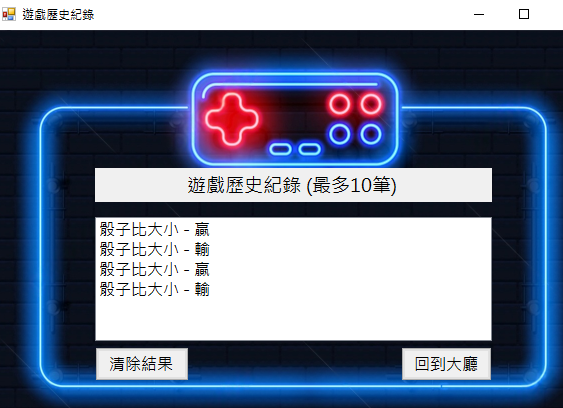 遊戲歷史紀錄
遊戲歷史紀錄 (最多10筆)
骰子比大小 - 贏
骰子比大小 - 輸
骰子比大小 - 贏
骰子比大小 - 輸
清除結果
回到大廳